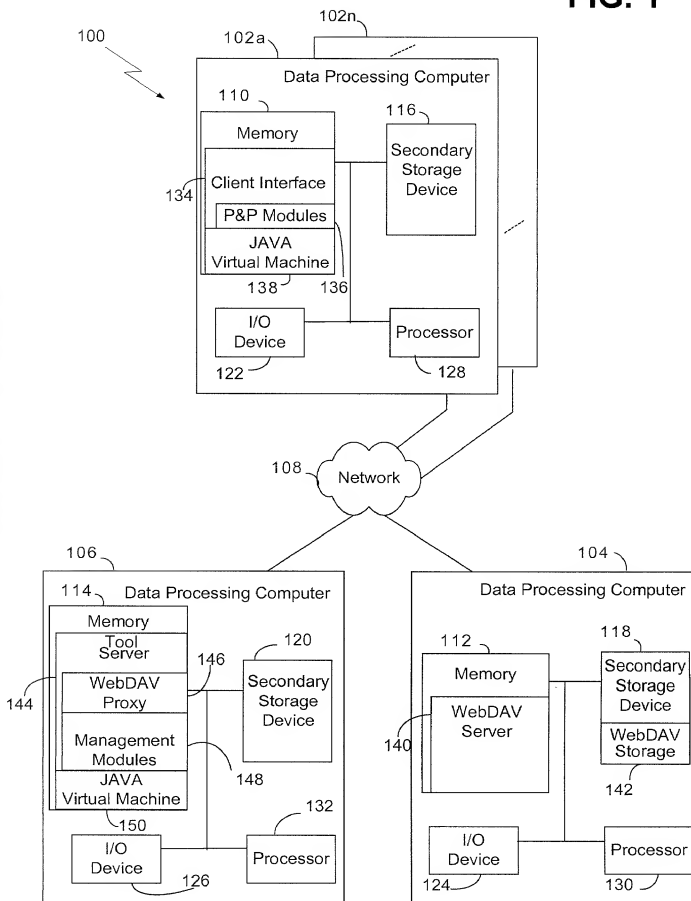 FIG. 1
100
102a
102n
Data Processing Computer
110
Memory
134
Client Interface
P&P Modules
JAVA
Virtual Machine
138
136
116
Secondary
Storage
Device
I/O
Device
122
Processor
128
108
Network
106
Data Processing Computer
114
Memory
Tool
Server
144
WebDAV
Proxy
146
Management
Modules
148
JAVA
Virtual Machine
150
120
Secondary
Storage
Device
I/O
Device
126
132
Processor
104
Data Processing Computer
112
Memory
140
WebDAV
Server
118
Secondary
Storage
Device
WebDAV
Storage
142
I/O
Device
124
Processor
130